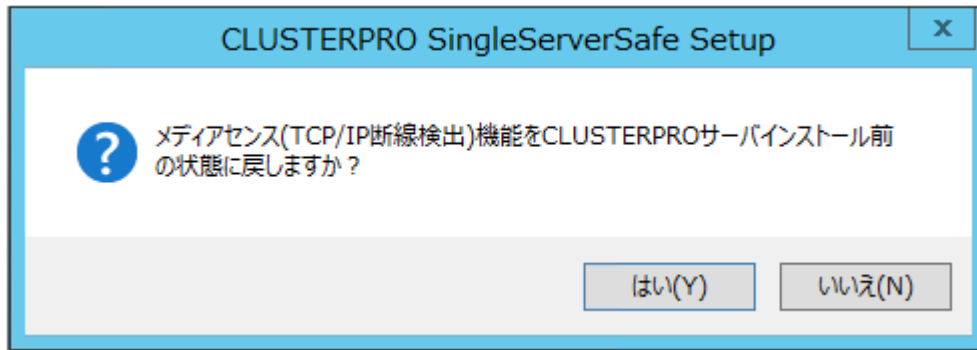 CLUSTERPRO SingleServerSafe Setup
x
メディアセンス(TCP/IP断線検出)機能をCLUSTERPROサーバインストール前
の状態に戻しますか？
はい(Y)
いいえ(N)